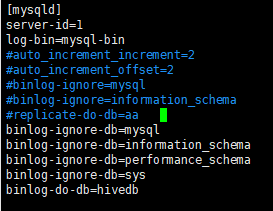 [mysqld]
server-id=1
log-bin=mysql-bin
#auto_increment_increment=2
#auto_increment_offset=2
#binlog-ignore=mysql
#binlog-ignore=information_schema
#replicate-do-db=aa
binlog-ignore-db=mysql
binlog-ignore-db=information_schema
binlog-ignore-db=performance_schema
binlog-ignore-db=sys
binlog-do-db=hivedb